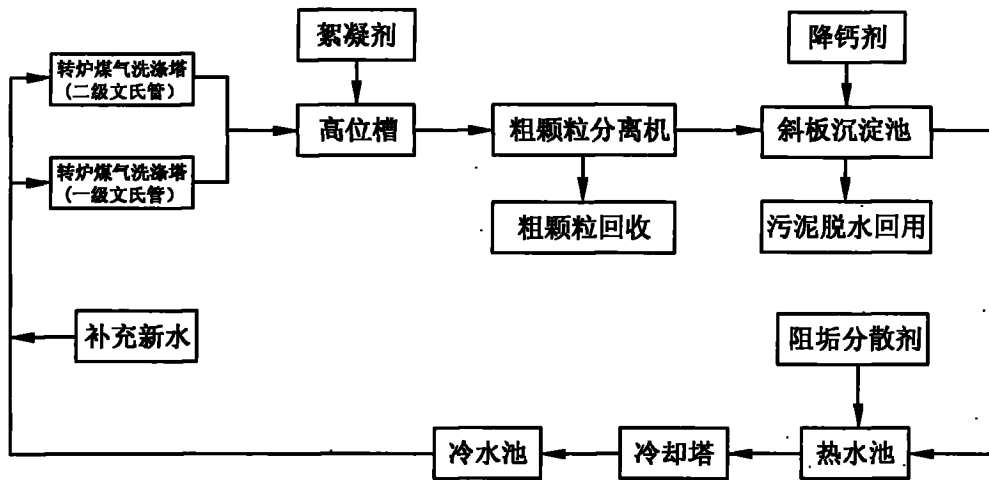 絮凝剂
降钙剂
转炉煤气洗涤塔
(二级文氏管)
高位槽
粗颗粒分离机
斜板沉淀池
转炉煤气洗涤塔
(一级文氏管)
粗颗粒回收
污泥脱水回用
补充新水
阻垢分散剂
冷水池
冷却塔
热水池